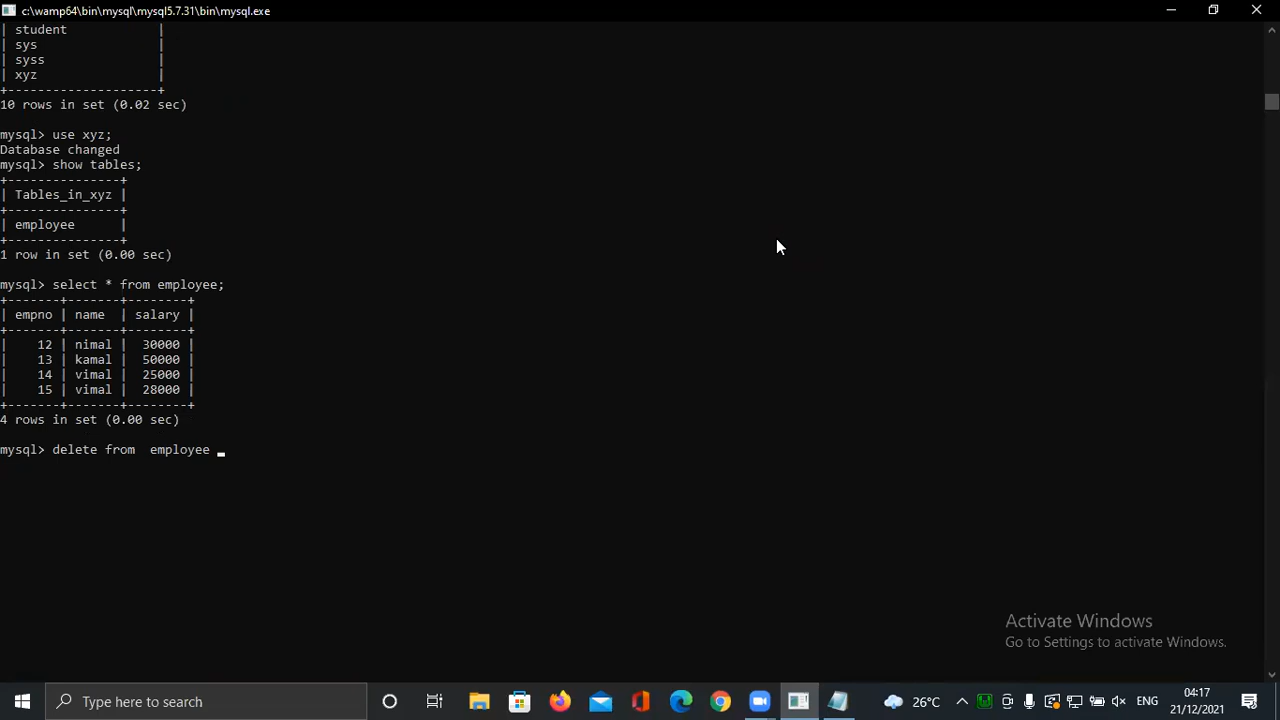 c:\wamp64\bin\mysql\mysql5.7.31\bin\mysql.exe
| student            |
| sys                |
| syss               |
| xyz                |
+--------------------+
10 rows in set (0.02 sec)
mysql> use xyz;
Database changed
mysql> show tables;
+---------------+
| Tables_in_xyz |
+---------------+
| employee      |
+---------------+
1 row in set (0.00 sec)
mysql> select * from employee;
+-------+-------+--------+
| empno | name  | salary |
+-------+-------+--------+
|    12 | nimal |  30000 |
|    13 | kamal |  50000 |
|    14 | vimal |  25000 |
|    15 | vimal |  28000 |
+-------+-------+--------+
4 rows in set (0.00 sec)
mysql> delete from  employee _
Activate Windows
Go to Settings to activate Windows.
Type here to search
26°C
ENG
04:17
21/12/2021